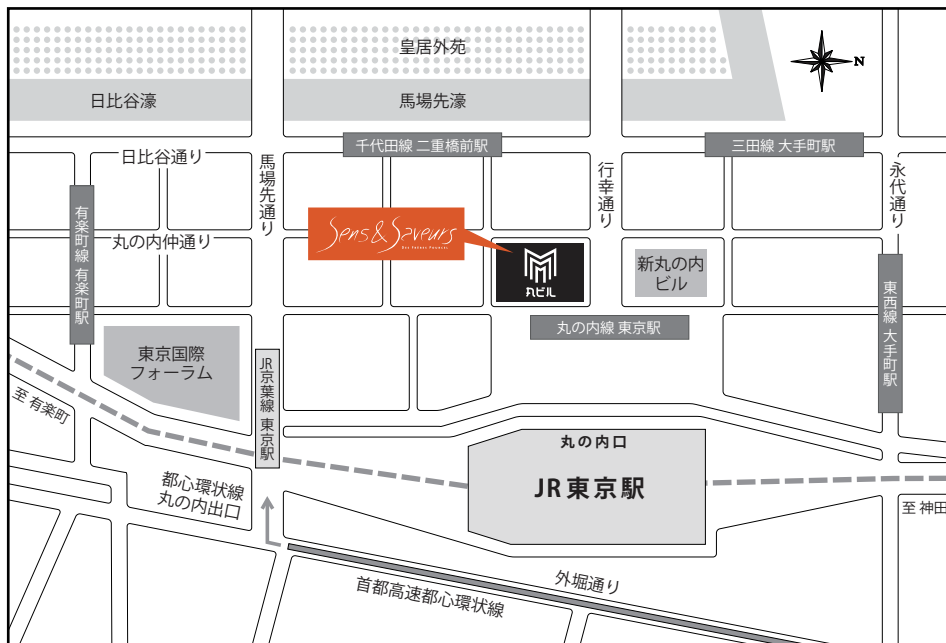 皇居外苑
N
日比谷濠
馬場先濠
千代田線 二重橋前駅
三田線 大手町駅
日比谷通り
馬場先通り
行幸通り
永代通り
有楽町線 有楽町駅
丸の内仲通り
Sens&Saveurs
Des Frères Pourcel
丸ビル
新丸の内
ビル
東西線 大手町駅
丸の内線 東京駅
東京国際
フォーラム
JR京葉線 東京駅
至 有楽町
丸の内口
JR東京駅
都心環状線
丸の内出口
至 神田
外堀通り
首都高速都心環状線